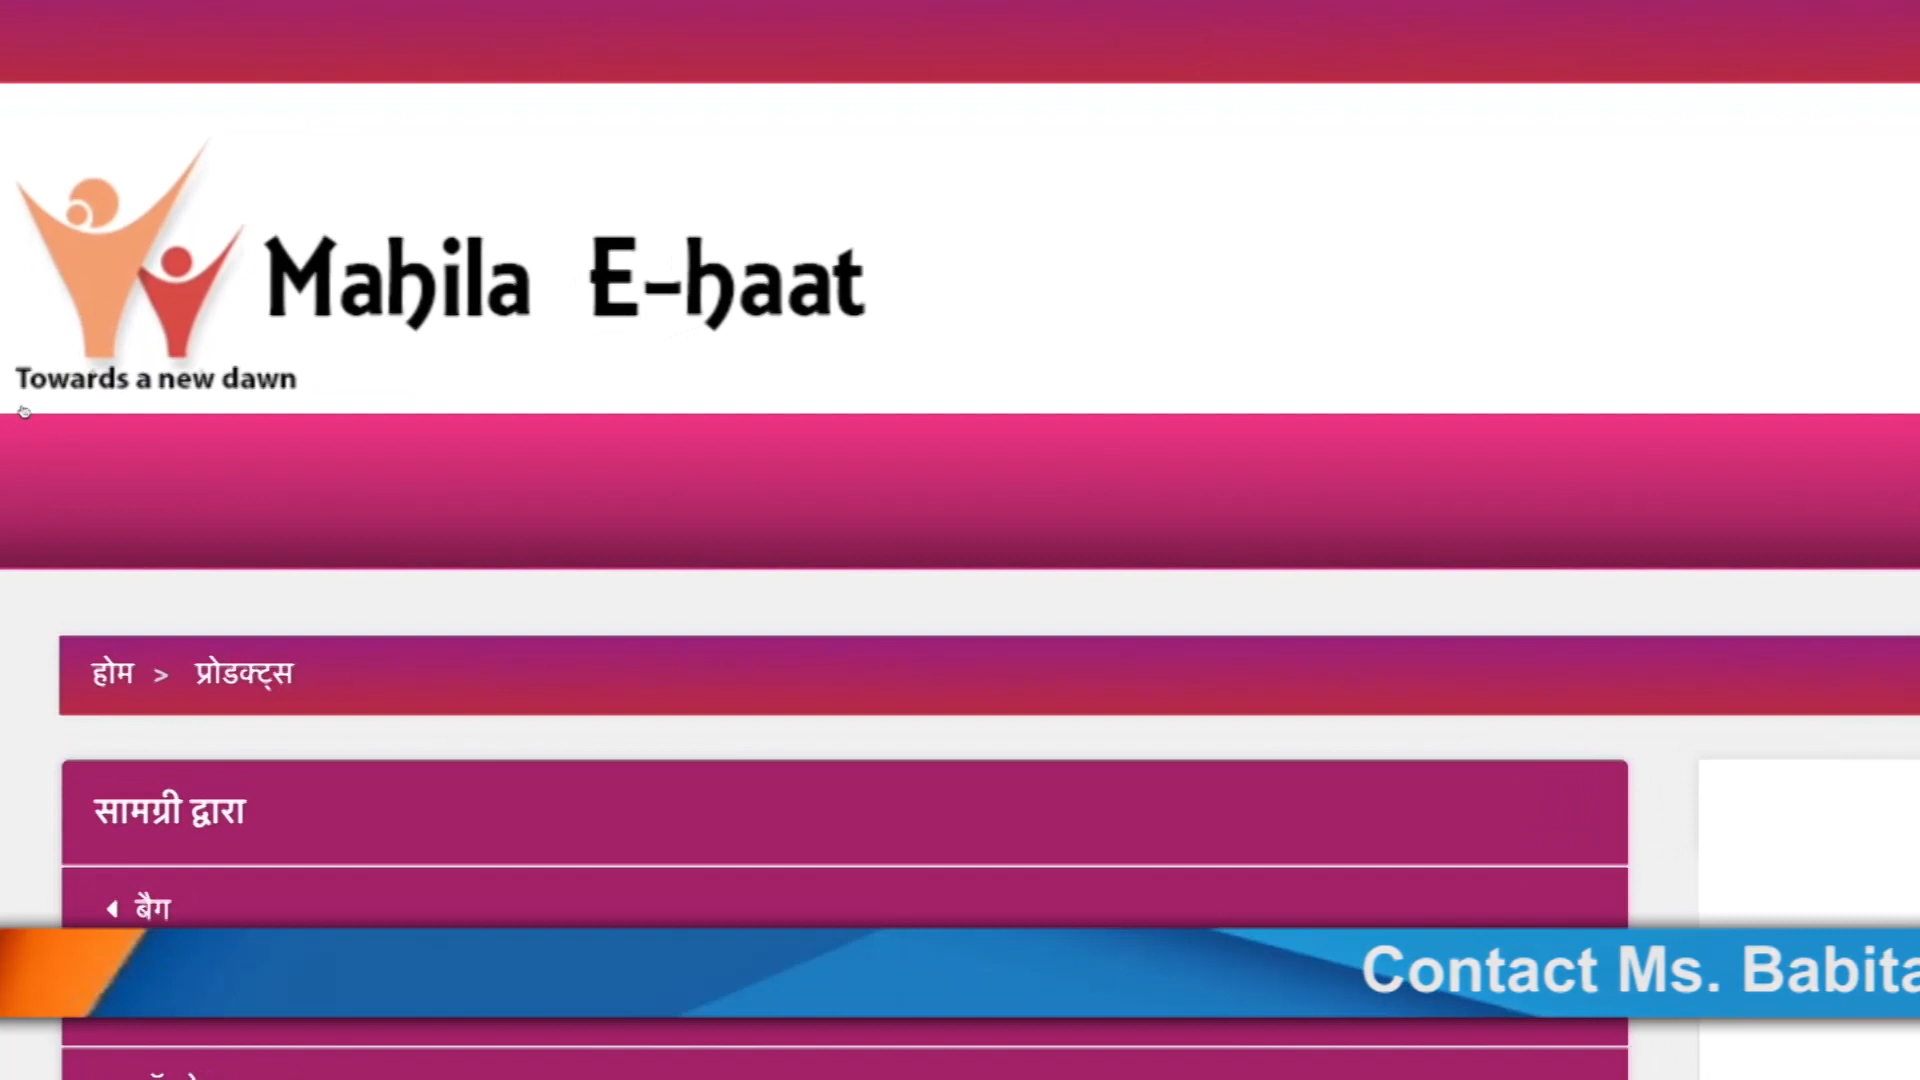 Mahila E-haat
Towards a new dawn
होम > प्रोडक्ट्स
सामग्री द्वारा
बैग
Contact Ms. Babita